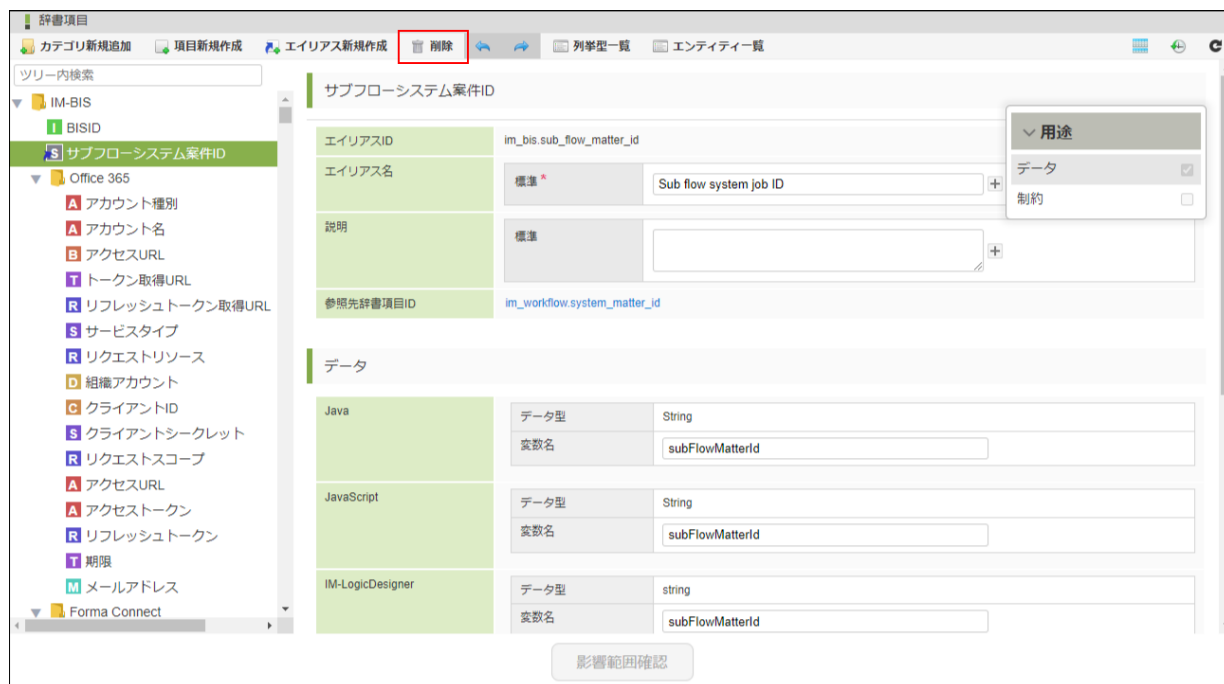 辞書項目
カテゴリ新規追加 項目新規作成 エイリアス新規作成 削除 列挙型一覧 エンティティ一覧
ツリー内検索
IM-BIS
I BISID
S サブフローシステム案件ID
Office 365
A アカウント種別
A アカウント名
B アクセスURL
T トークン取得URL
R リフレッシュトークン取得URL
S サービスタイプ
R リクエストリソース
D 組織アカウント
C クライアントID
S クライアントシークレット
R リクエストスコープ
A アクセスURL
A アクセストークン
R リフレッシュトークン
T 期限
M メールアドレス
Forma Connect
サブフローシステム案件ID
エイリアスID im_bis.sub_flow_matter_id
エイリアス名 標準 * Sub flow system job ID
説明 標準
参照先辞書項目ID im_workflow.system_matter_id
データ
Java データ型 String
変数名 subFlowMatterId
JavaScript データ型 String
変数名 subFlowMatterId
IM-LogicDesigner データ型 string
変数名 subFlowMatterId
用途
データ
制約
影響範囲確認